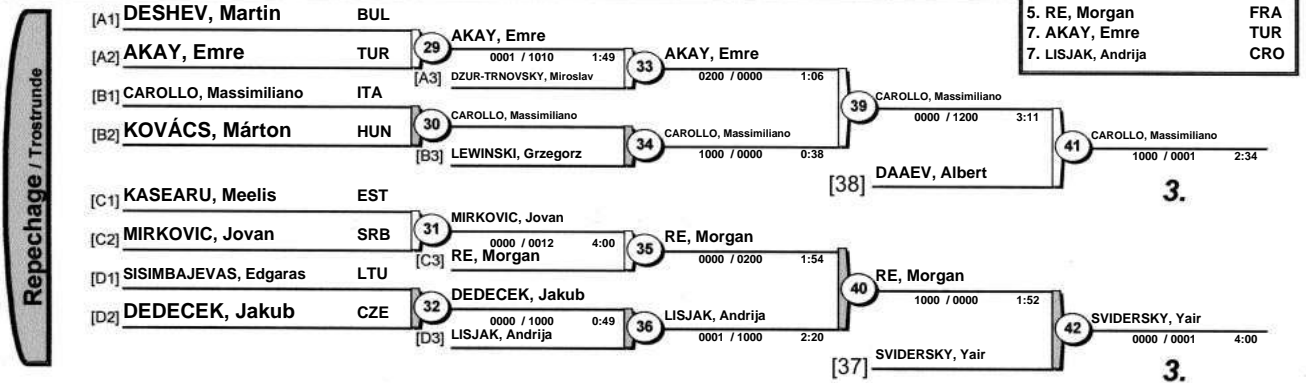 5. RE, Morgan FRA
7. AKAY, Emre TUR
7. LISJAK, Andrija CRO
Repechage / Trostrunde
[A1] DESHEV, Martin BUL
[A2] AKAY, Emre TUR
[B1] CAROLLO, Massimiliano ITA
[B2] KOVÁCS, Márton HUN
[C1] KASEARU, Meelis EST
[C2] MIRKOVIC, Jovan SRB
[D1] SISIMBAJEVAS, Edgaras LTU
[D2] DEDECEK, Jakub CZE
29
AKAY, Emre
0001 / 1010 1:49
[A3] DZUR-TRNOVSKY, Miroslav
30
CAROLLO, Massimiliano
[B3] LEWINSKI, Grzegorz
31
MIRKOVIC, Jovan
0000 / 0012 4:00
[C3] RE, Morgan
32
DEDECEK, Jakub
0000 / 1000 0:49
[D3] LISJAK, Andrija
33
AKAY, Emre
0200 / 0000 1:06
34
CAROLLO, Massimiliano
1000 / 0000 0:38
35
RE, Morgan
0000 / 0200 1:54
36
LISJAK, Andrija
0001 / 1000 2:20
39
CAROLLO, Massimiliano
0000 / 1200 3:11
[38] DAAEV, Albert
40
RE, Morgan
1000 / 0000 1:52
[37] SVIDERSKY, Yair
41
CAROLLO, Massimiliano
1000 / 0001 2:34
3.
42
SVIDERSKY, Yair
0000 / 0001 4:00
3.